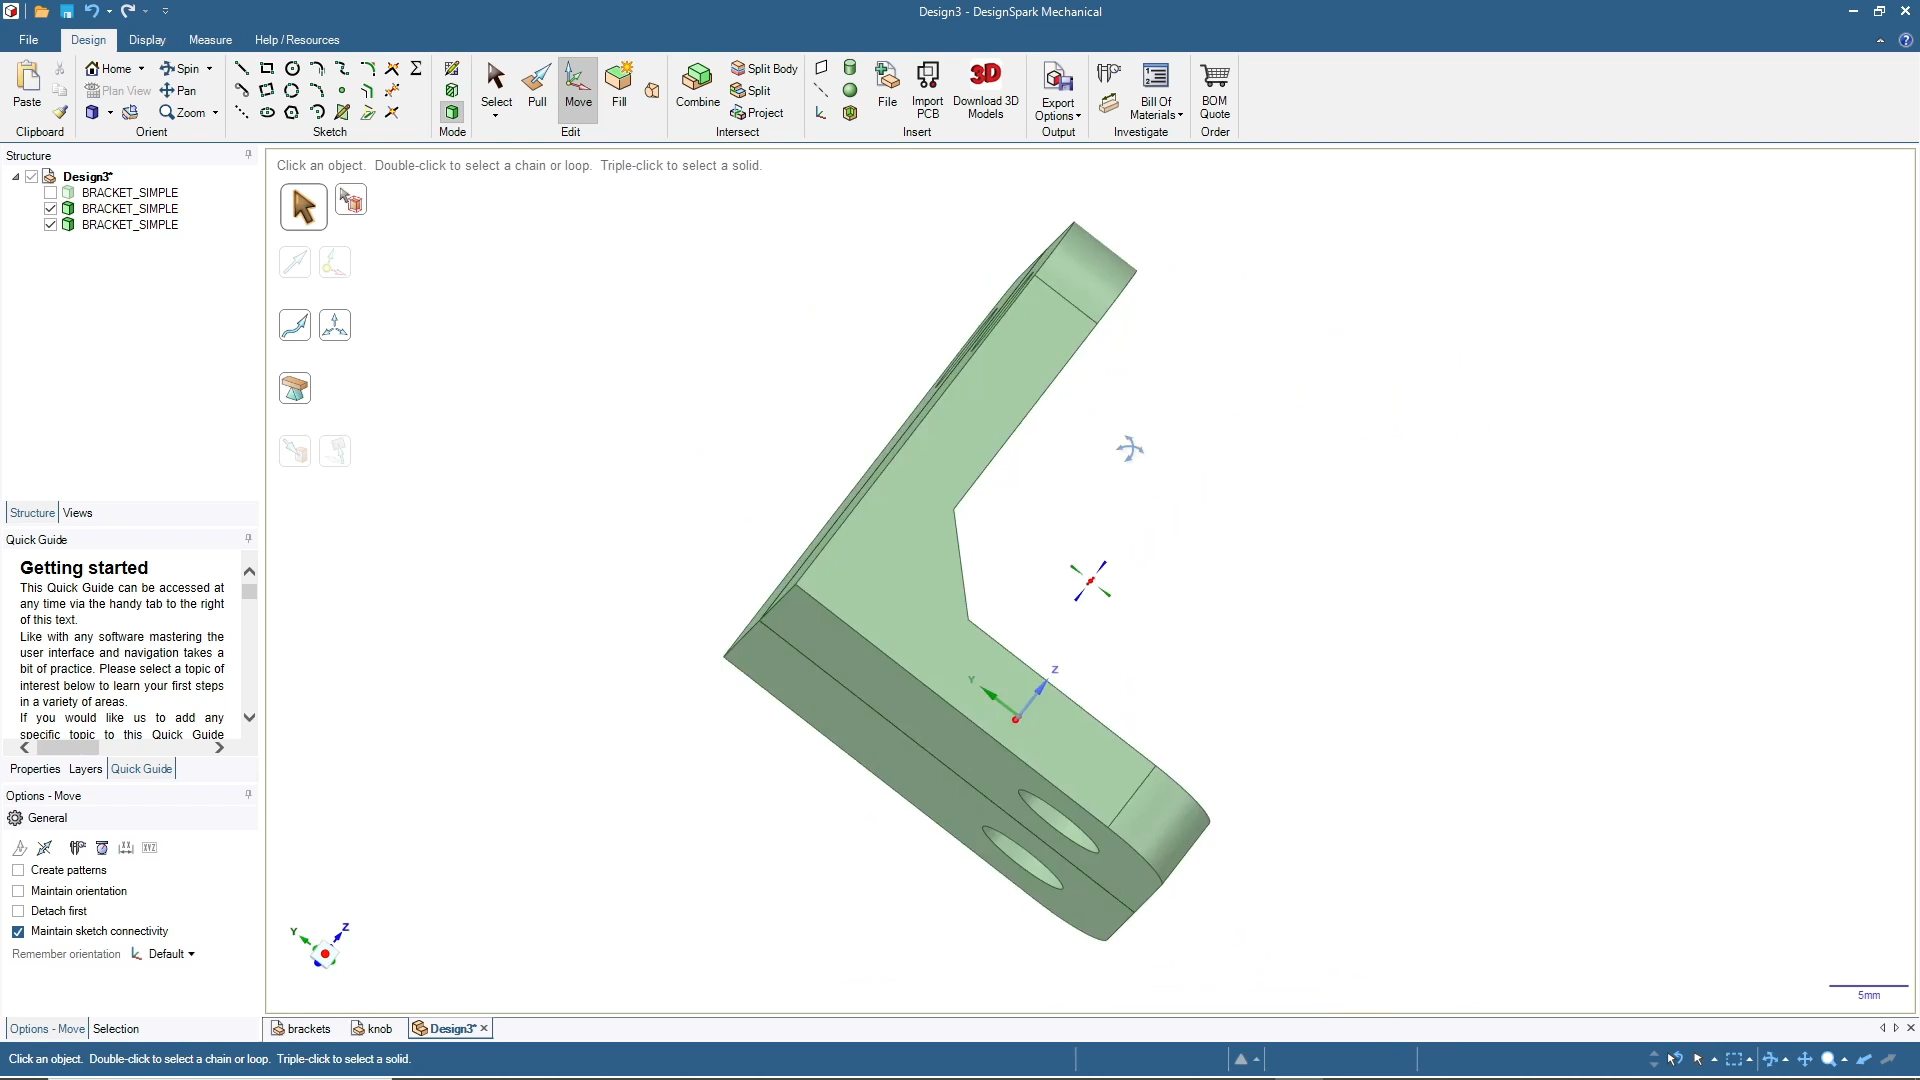 Design3 - DesignSpark Mechanical
File Design Display Measure Help / Resources
Paste
Clipboard
Home Spin
Plan View Pan
Zoom
Orient
Sketch
Mode
Select Pull Move Fill
Edit
Combine Split Body
Split
Project
Intersect
File Import PCB Download 3D Models
3D
Insert
Export Options
Output
Bill Of Materials
Investigate
BOM Quote
Order
Structure
Design3*
BRACKET_SIMPLE
BRACKET_SIMPLE
BRACKET_SIMPLE
Structure Views
Quick Guide
Getting started
This Quick Guide can be accessed at
any time via the handy tab to the right
of this text.
Like with any software mastering the
user interface and navigation takes a
bit of practice. Please select a topic of
interest below to learn your first steps
in a variety of areas.
If you would like us to add any
specific topic to this Quick Guide
Properties Layers Quick Guide
Options - Move
General
Create patterns
Maintain orientation
Detach first
Maintain sketch connectivity
Remember orientation Default
Options - Move Selection
Click an object. Double-click to select a chain or loop. Triple-click to select a solid.
Z
Y
Y Z
5mm
brackets knob Design3*
Click an object. Double-click to select a chain or loop. Triple-click to select a solid.